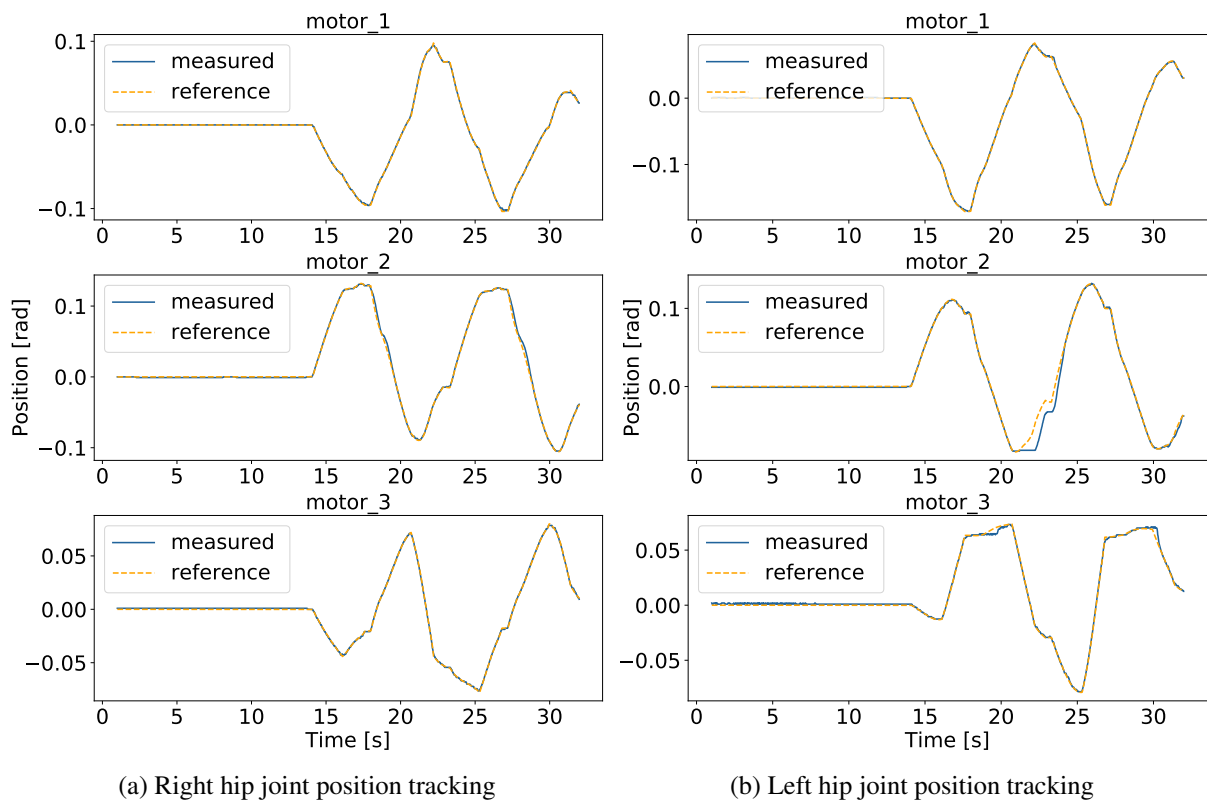 motor_1
0.1
0.0
−0.1
measured
reference
0 5 10 15 20 25 30
motor_2
0.1
0.0
−0.1
measured
reference
0 5 10 15 20 25 30
Position [rad]
motor_3
0.05
0.00
−0.05
measured
reference
0 5 10 15 20 25 30
Time [s]
(a) Right hip joint position tracking
motor_1
0.0
−0.1
measured
reference
0 5 10 15 20 25 30
motor_2
0.1
0.0
measured
reference
0 5 10 15 20 25 30
Position [rad]
motor_3
0.05
0.00
−0.05
measured
reference
0 5 10 15 20 25 30
Time [s]
(b) Left hip joint position tracking